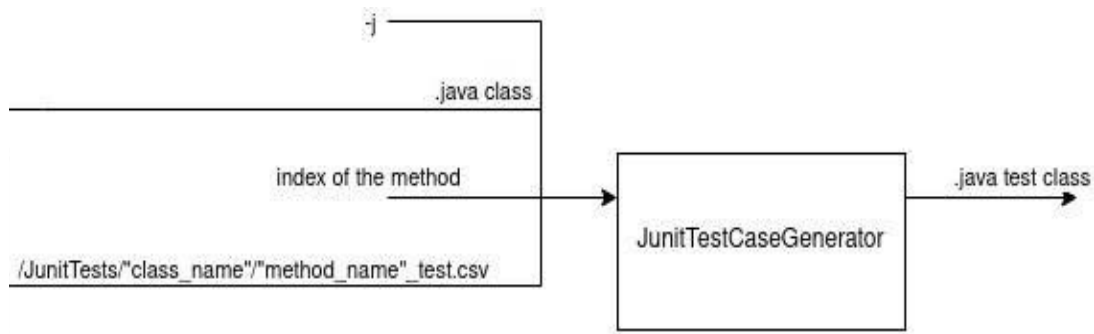 -j
.java class
index of the method
.java test class
JunitTestCaseGenerator
/JunitTests/"class_name"/"method_name"_test.csv